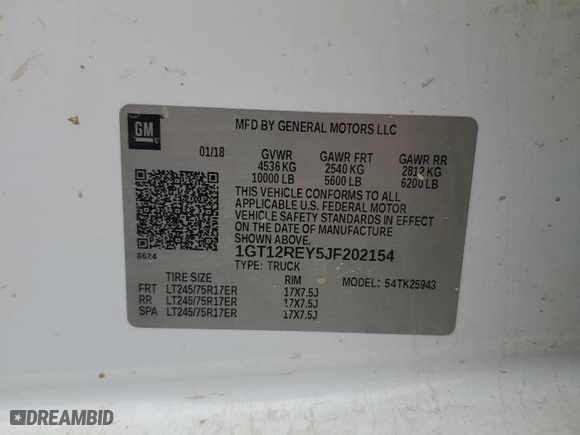 GM
MFD BY GENERAL MOTORS LLC
01/18 GVWR GAWR FRT GAWR RR
4536 KG 2540 KG 2812 KG
10000 LB 5600 LB 6200 LB
THIS VEHICLE CONFORMS TO ALL
APPLICABLE U.S. FEDERAL MOTOR
VEHICLE SAFETY STANDARDS IN EFFECT
ON THE DATE OF MANUFACTURE
SHOWN ABOVE.
8624
1GT12REY5JF202154
TYPE: TRUCK
TIRE SIZE RIM MODEL: 54TK25943
FRT LT245/75R17ER 17X7.5J
RR LT245/75R17ER 17X7.5J
SPA LT245/75R17ER 17X7.5J
DREAMBID